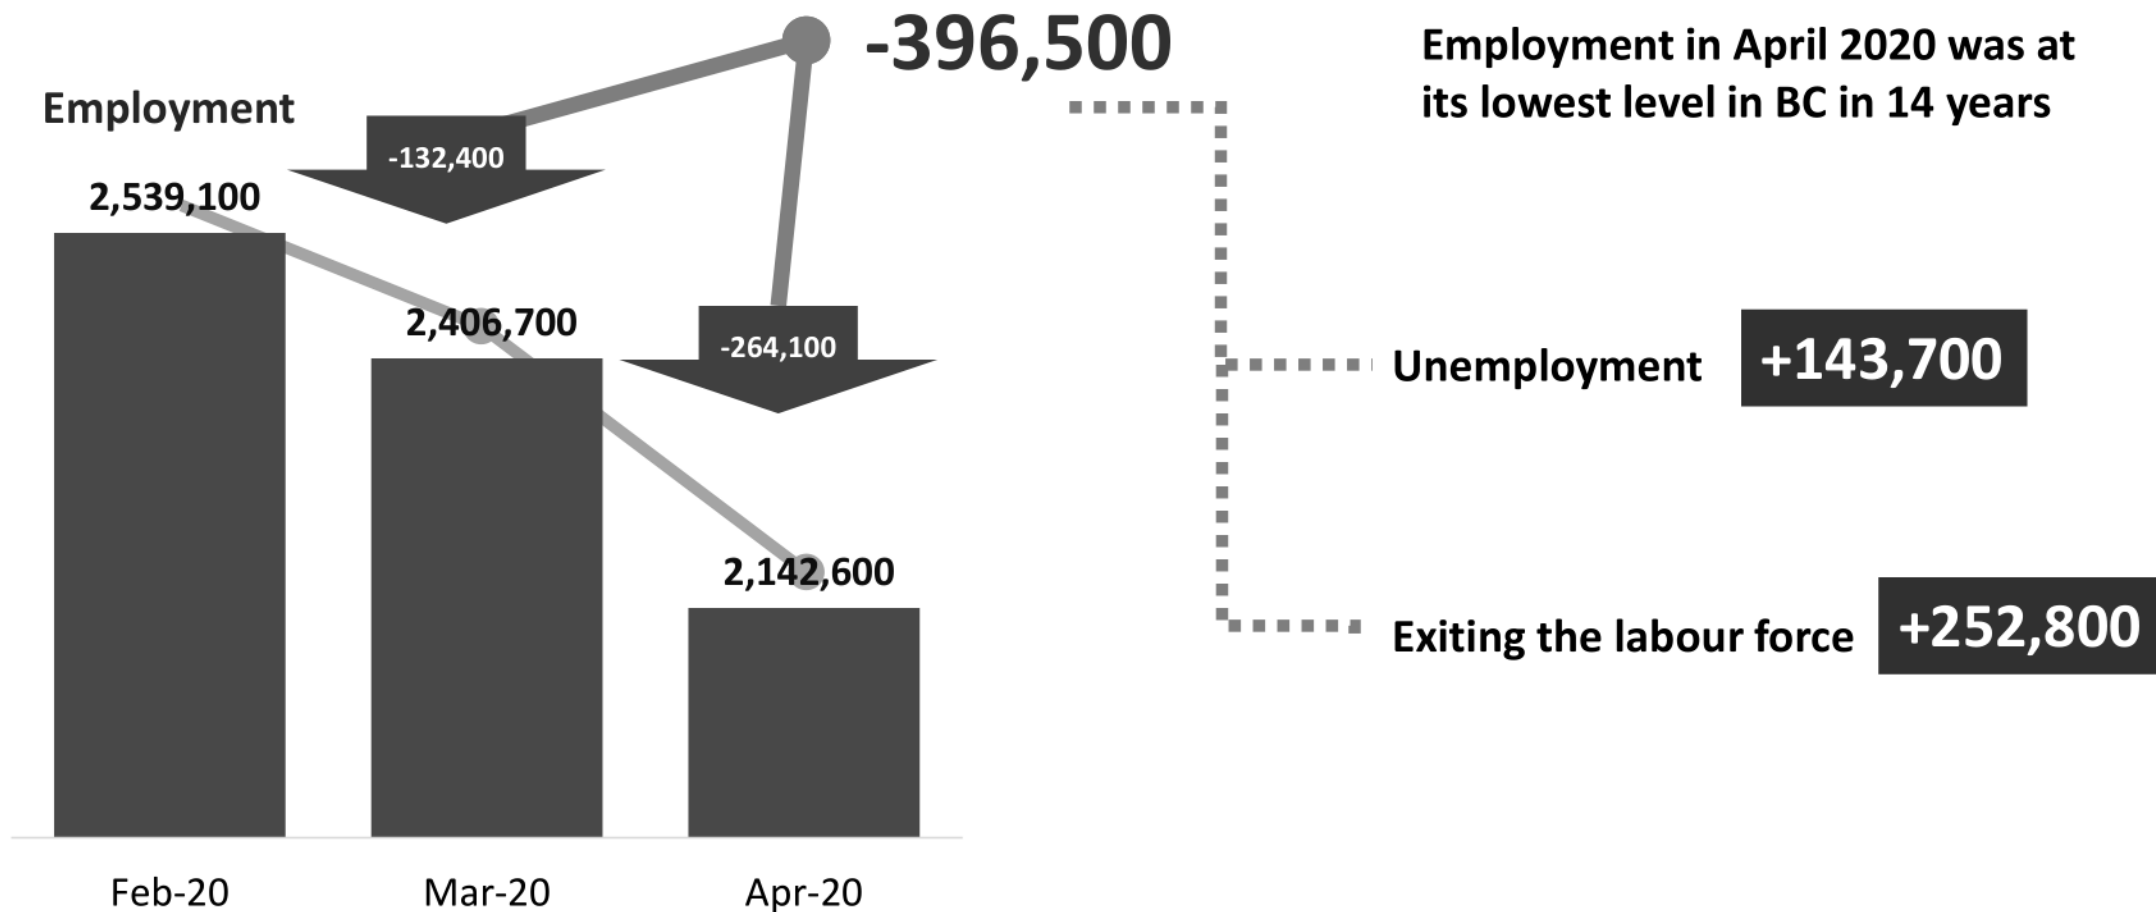 -396,500
Employment in April 2020 was at
its lowest level in BC in 14 years
Employment
-132,400
2,539,100
2,406,700
-264,100
2,142,600
Unemployment
+143,700
Exiting the labour force
+252,800
Feb-20
Mar-20
Apr-20